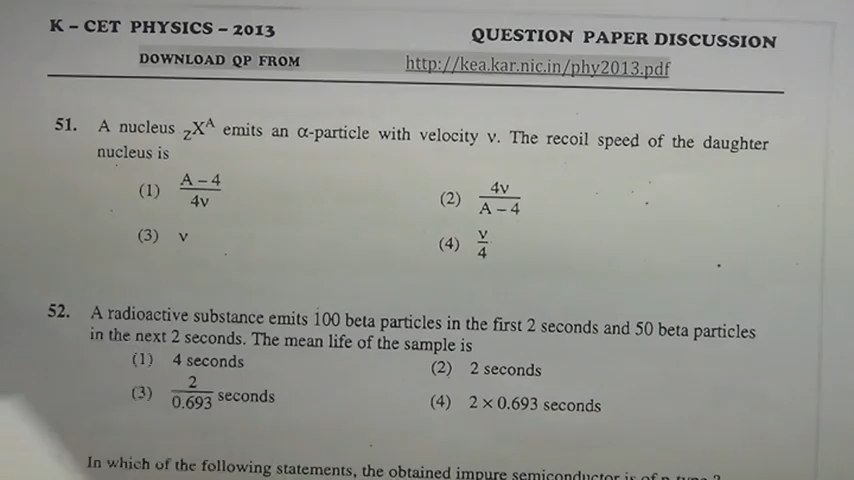 K – CET PHYSICS – 2013
QUESTION PAPER DISCUSSION
DOWNLOAD QP FROM
http://kea.kar.nic.in/phy2013.pdf
51. A nucleus ZXᴬ emits an α-particle with velocity v. The recoil speed of the daughter
nucleus is
(1) A – 4 / 4v
(2) 4v / A – 4
(3) v
(4) v / 4
52. A radioactive substance emits 100 beta particles in the first 2 seconds and 50 beta particles
in the next 2 seconds. The mean life of the sample is
(1) 4 seconds
(2) 2 seconds
(3) 2 / 0.693 seconds
(4) 2 × 0.693 seconds
In which of the following statements, the obtained impure semiconductor is of n-type ?